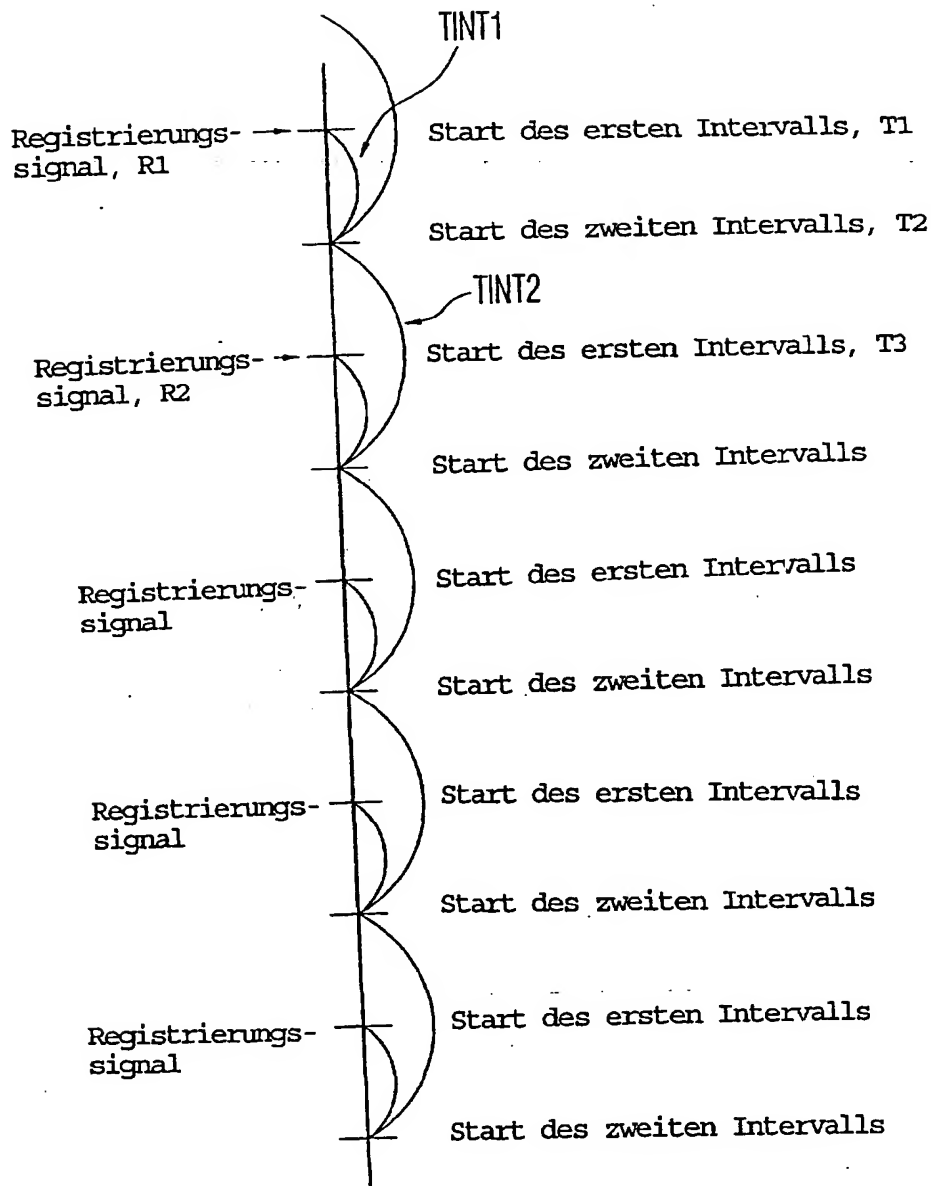 TINT1
Registrierungs-
signal, R1
Start des ersten Intervalls, T1
Start des zweiten Intervalls, T2
TINT2
Registrierungs-
signal, R2
Start des ersten Intervalls, T3
Start des zweiten Intervalls
Registrierungs-
signal
Start des ersten Intervalls
Start des zweiten Intervalls
Registrierungs-
signal
Start des ersten Intervalls
Start des zweiten Intervalls
Registrierungs-
signal
Start des ersten Intervalls
Start des zweiten Intervalls